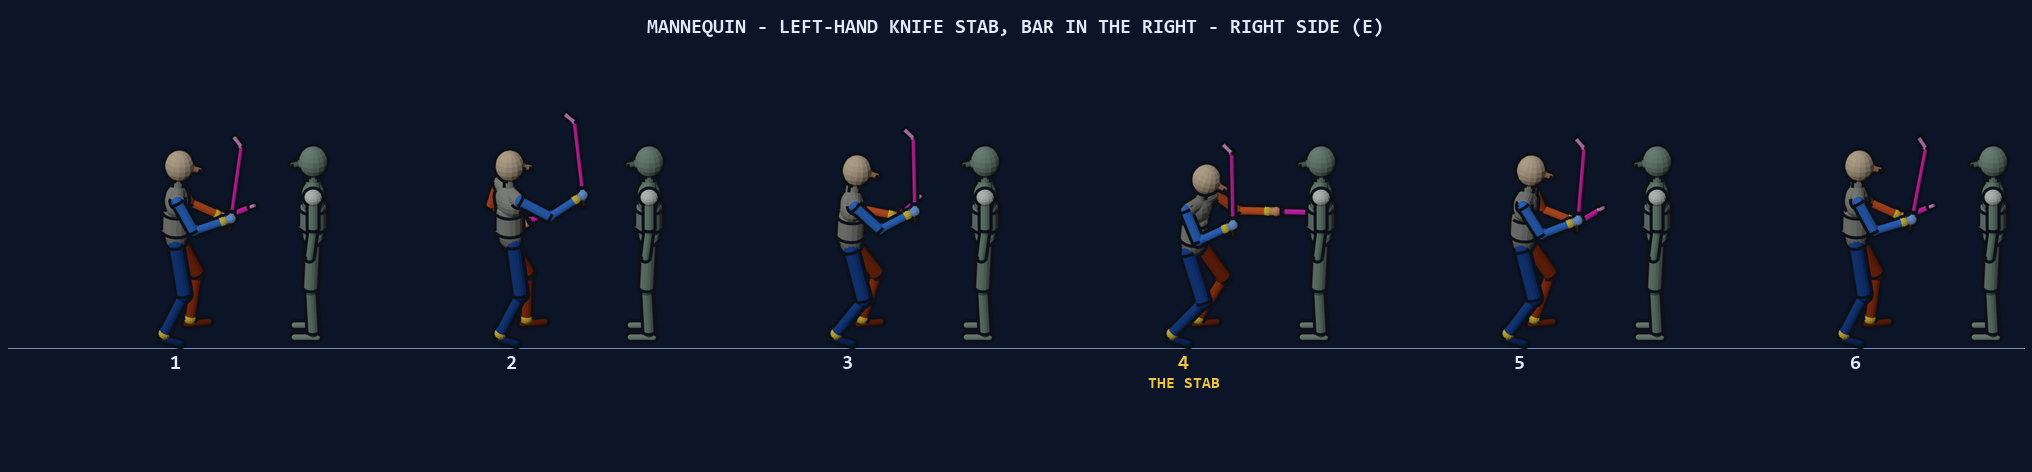 MANNEQUIN - LEFT-HAND KNIFE STAB, BAR IN THE RIGHT - RIGHT SIDE (E)
1 2 3 4 5 6
THE STAB